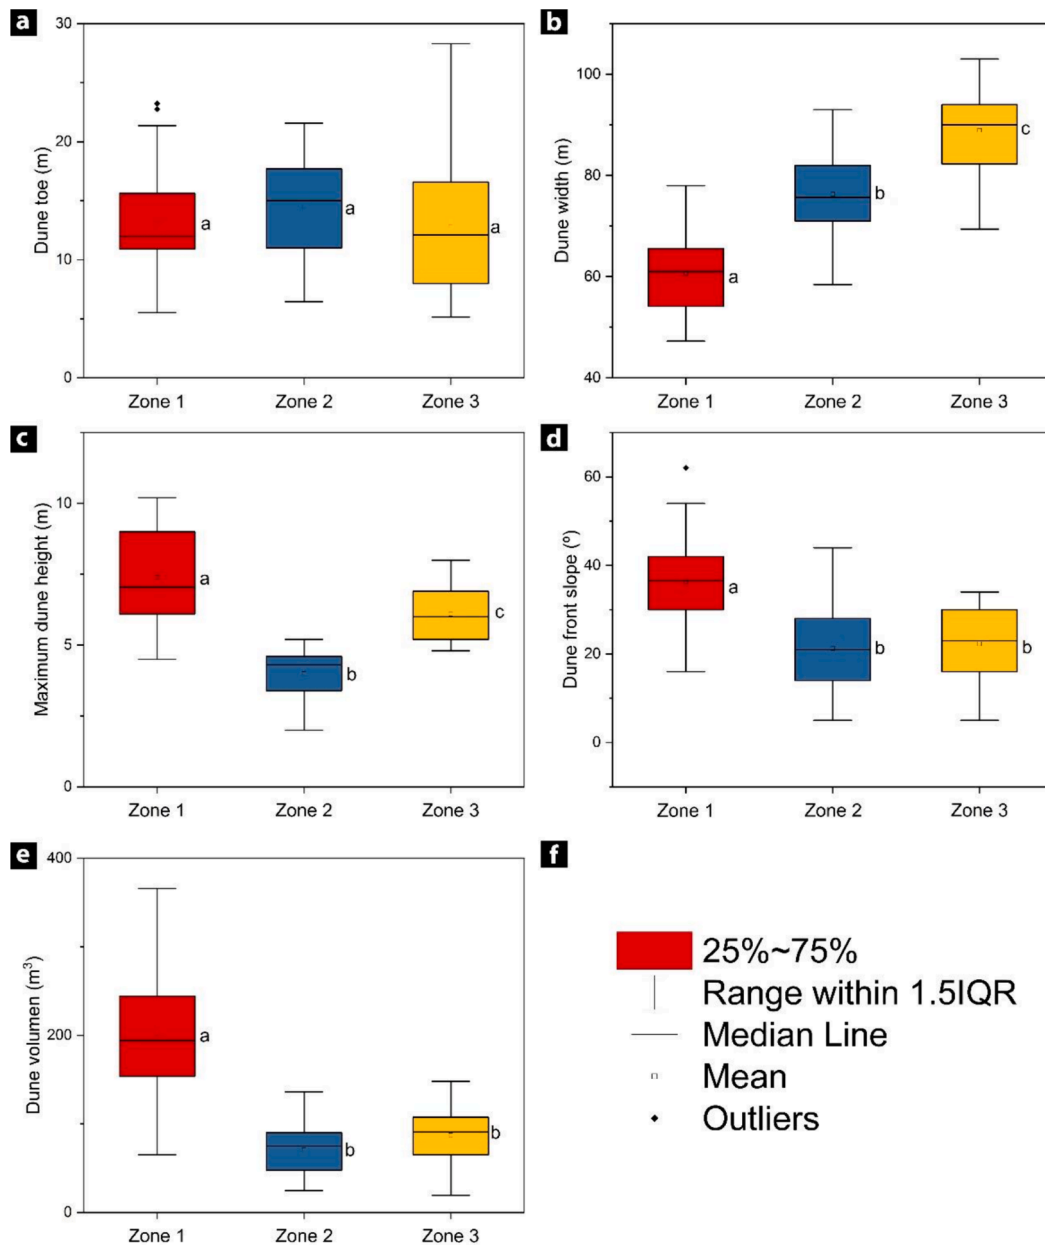 a
30
20
10
0
Dune toe (m)
a
a
a
Zone 1
Zone 2
Zone 3
b
100
80
60
40
Dune width (m)
a
b
c
Zone 1
Zone 2
Zone 3
c
10
5
0
Maximum dune height (m)
a
b
c
Zone 1
Zone 2
Zone 3
d
60
40
20
0
Dune front slope (º)
a
b
b
Zone 1
Zone 2
Zone 3
e
400
200
0
Dune volumen (m³)
a
b
b
Zone 1
Zone 2
Zone 3
f
25%~75%
Range within 1.5IQR
Median Line
Mean
Outliers